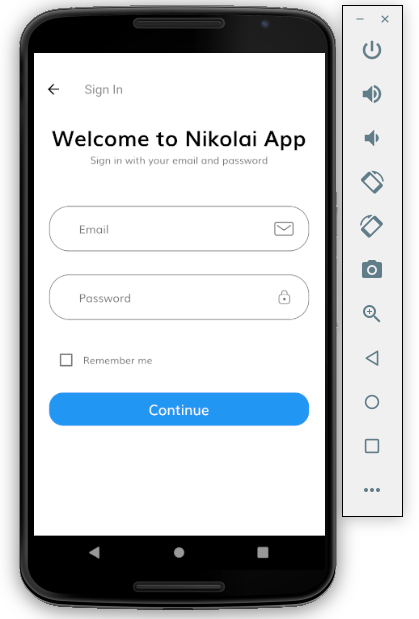 Sign In
Welcome to Nikolai App
Sign in with your email and password
Email
Password
Remember me
Continue